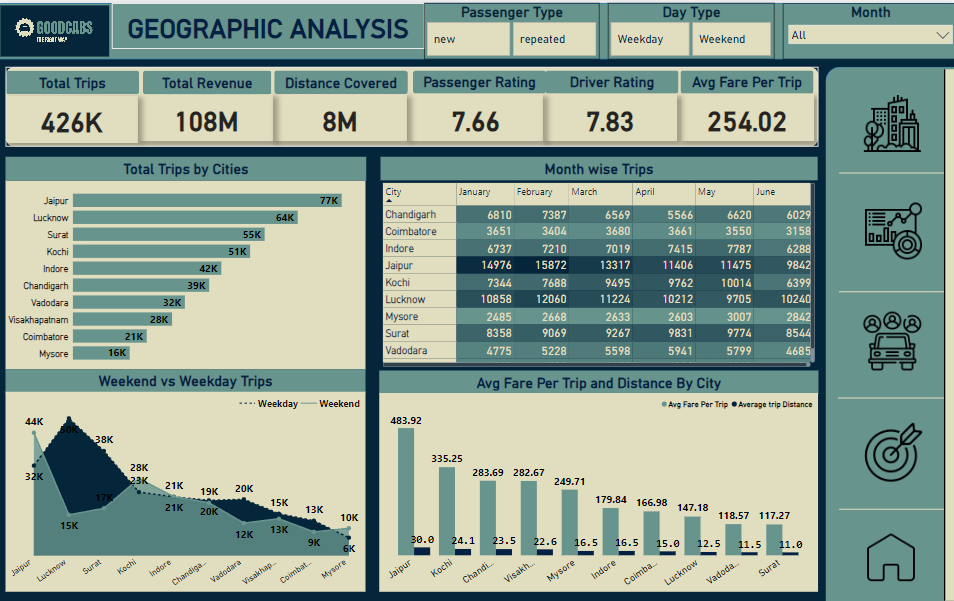 GOODCABS
THE RIGHT WAY
GEOGRAPHIC ANALYSIS
Passenger Type
new
repeated
Day Type
Weekday
Weekend
Month
All
Total Trips
426K
Total Revenue
108M
Distance Covered
8M
Passenger Rating
7.66
Driver Rating
7.83
Avg Fare Per Trip
254.02
Total Trips by Cities
Jaipur 77K
Lucknow 64K
Surat 55K
Kochi 51K
Indore 42K
Chandigarh 39K
Vadodara 32K
Visakhapatnam 28K
Coimbatore 21K
Mysore 16K
Month wise Trips
City January February March April May June
Chandigarh 6810 7387 6569 5566 6620 6029
Coimbatore 3651 3404 3680 3661 3550 3158
Indore 6737 7210 7019 7415 7787 6288
Jaipur 14976 15872 13317 11406 11475 9842
Kochi 7344 7688 9495 9762 10014 6399
Lucknow 10858 12060 11224 10212 9705 10240
Mysore 2485 2668 2633 2603 3007 2842
Surat 8358 9069 9267 9831 9774 8544
Vadodara 4775 5228 5598 5941 5799 4685
Weekend vs Weekday Trips
Weekday Weekend
44K 38K 28K 21K 19K 20K 15K 13K 10K
32K 15K 17K 23K 21K 20K 12K 13K 9K 6K
Jaipur Lucknow Surat Kochi Indore Chandiga... Vadodara Visakhap... Coimbat... Mysore
Avg Fare Per Trip and Distance By City
Avg Fare Per Trip Average trip Distance
483.92 335.25 283.69 282.67 249.71 179.84 166.98 147.18 118.57 117.27
30.0 24.1 23.5 22.6 16.5 16.5 15.0 12.5 11.5 11.0
Jaipur Kochi Chandi... Visakh... Mysore Indore Coimba... Lucknow Vadoda... Surat